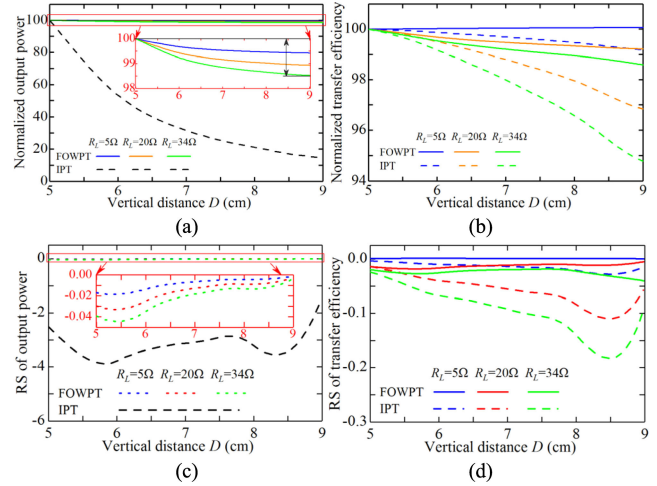 Normalized output power
100
80
60
40
20
0
100
99
98
5 6 7 8 9
R_L=5Ω R_L=20Ω R_L=34Ω
FOWPT
IPT
5 6 7 8 9
Vertical distance D (cm)
(a)
Normalized transfer efficiency
100
98
96
94
R_L=5Ω R_L=20Ω R_L=34Ω
FOWPT
IPT
5 6 7 8 9
Vertical distance D (cm)
(b)
RS of output power
0
-2
-4
-6
0.00
-0.02
-0.04
5 6 7 8 9
R_L=5Ω R_L=20Ω R_L=34Ω
FOWPT
IPT
5 6 7 8 9
Vertical distance D (cm)
(c)
RS of transfer efficiency
0.0
-0.1
-0.2
-0.3
R_L=5Ω R_L=20Ω R_L=34Ω
FOWPT
IPT
5 6 7 8 9
Vertical distance D (cm)
(d)